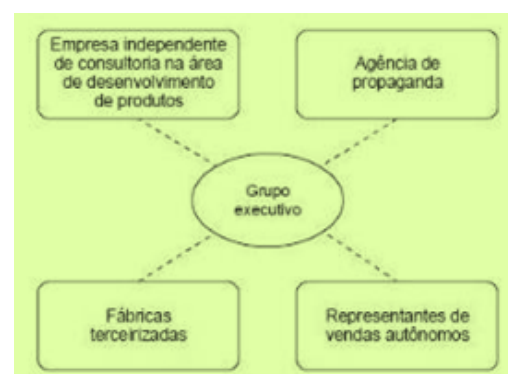 Empresa independente
de consultoria na área
de desenvolvimento
de produtos
Agência de
propaganda
Grupo
executivo
Fábricas
terceirizadas
Representantes de
vendas autônomos